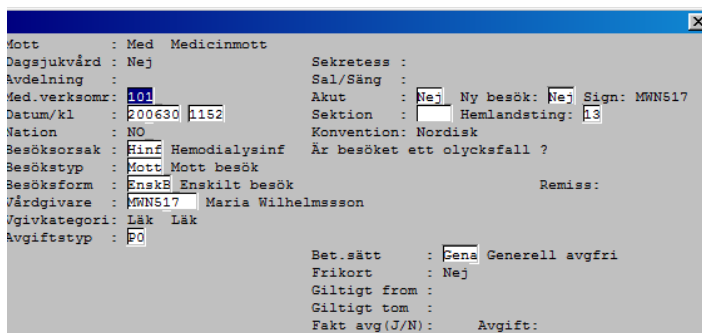 Mott : Med Medicinmott
Dagsjukvård : Nej Sekretess :
Avdelning : Sal/Säng :
Med.verksomr: 101 Akut : Nej Ny besök: Nej Sign: MWN517
Datum/kl : 200630 1152 Sektion : Hemlandsting: 13
Nation : NO Konvention: Nordisk
Besöksorsak : Hinf Hemodialysinf Är besöket ett olycksfall ?
Besökstyp : Mott Mott besök
Besöksform : EnskB Enskilt besök Remiss:
Vårdgivare : MWN517 Maria Wilhelmssson
Vgivkategori: Läk Läk
Avgiftstyp : P0
Bet.sätt : Gena Generell avgfri
Frikort : Nej
Giltigt from :
Giltigt tom :
Fakt avg(J/N): Avgift: